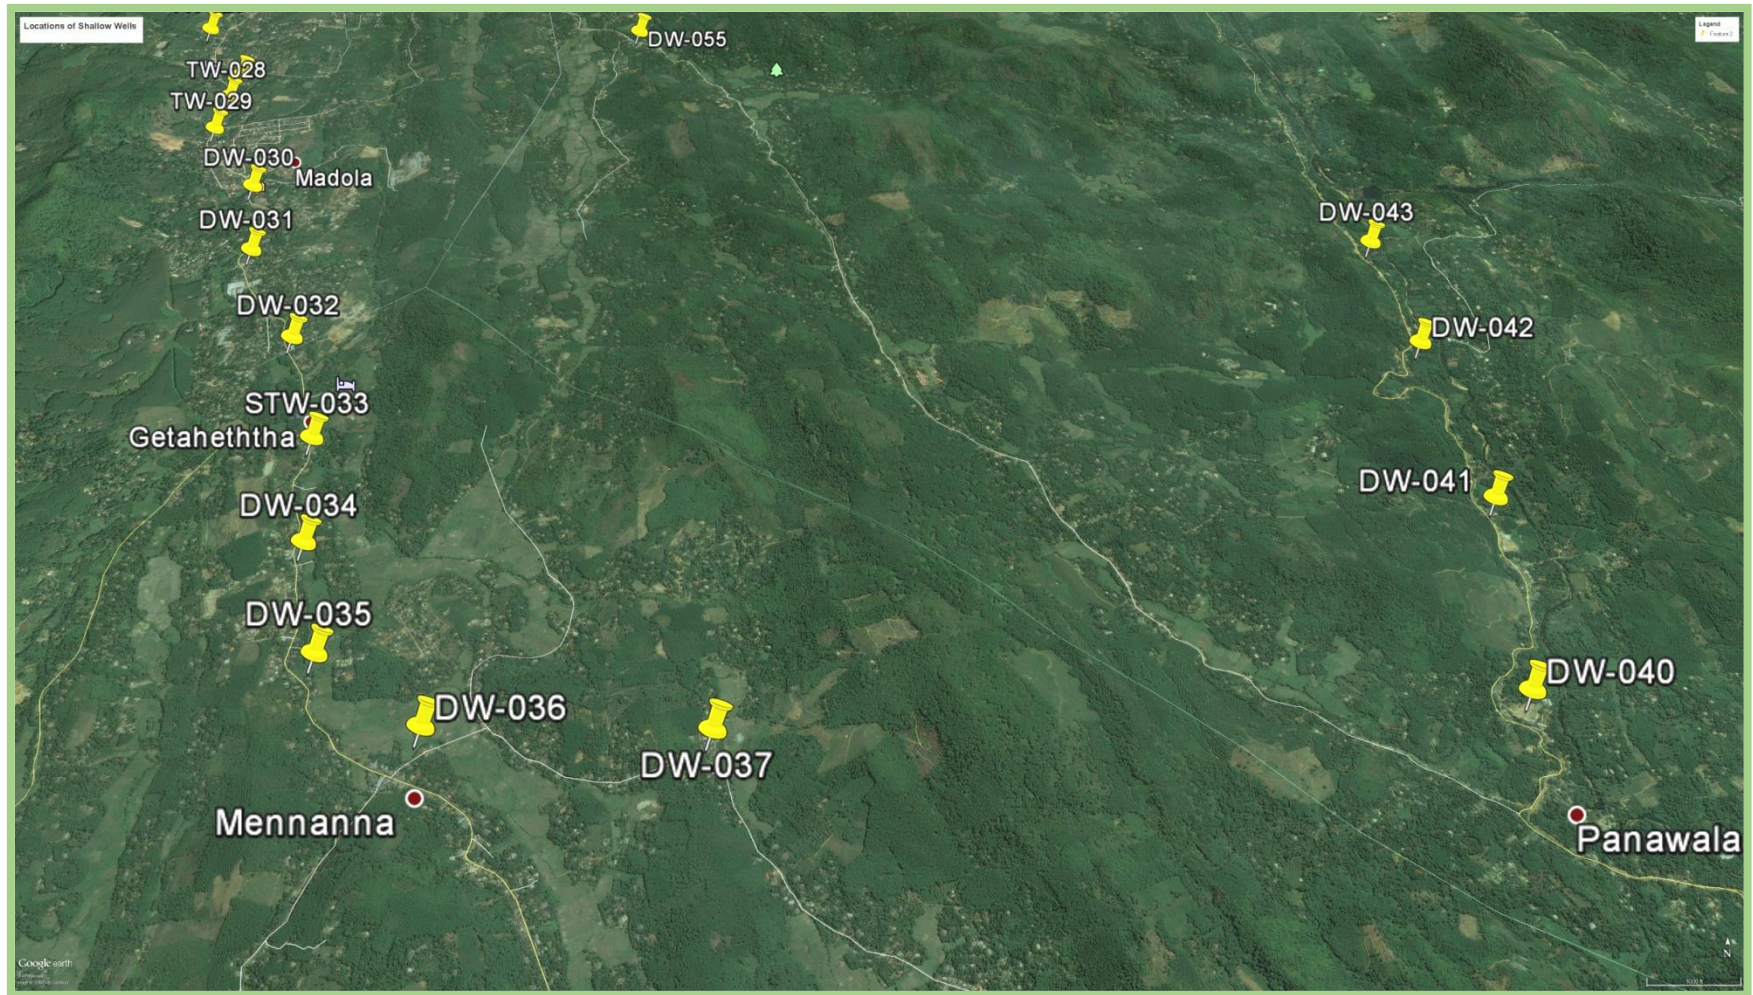 Locations of Shallow Wells
Legend
Feature 2
DW-055
TW-028
TW-029
DW-030
Madola
DW-031
DW-043
DW-032
DW-042
STW-033
Getaheththa
DW-041
DW-034
DW-035
DW-040
DW-036
DW-037
Mennanna
Panawala
N
Google earth